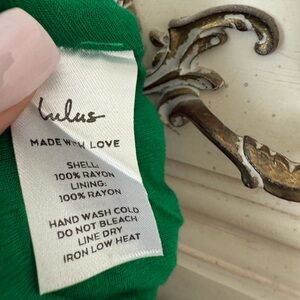 Lulus
MADE WITH LOVE
SHELL:
100% RAYON
LINING:
100% RAYON
HAND WASH COLD
DO NOT BLEACH
LINE DRY
IRON LOW HEAT